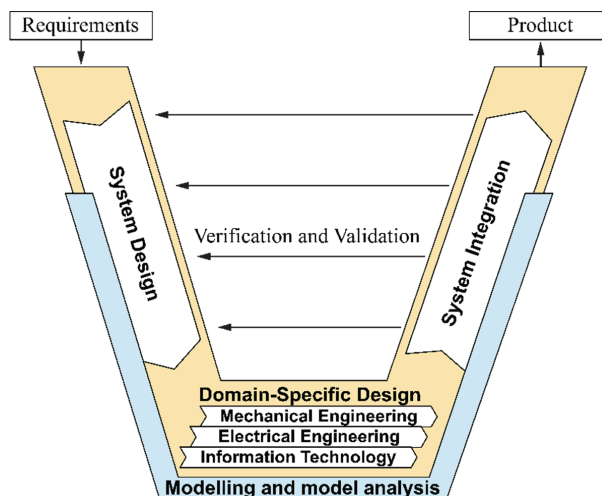 Requirements
Product
System Design
System Integration
Verification and Validation
Domain-Specific Design
Mechanical Engineering
Electrical Engineering
Information Technology
Modelling and model analysis